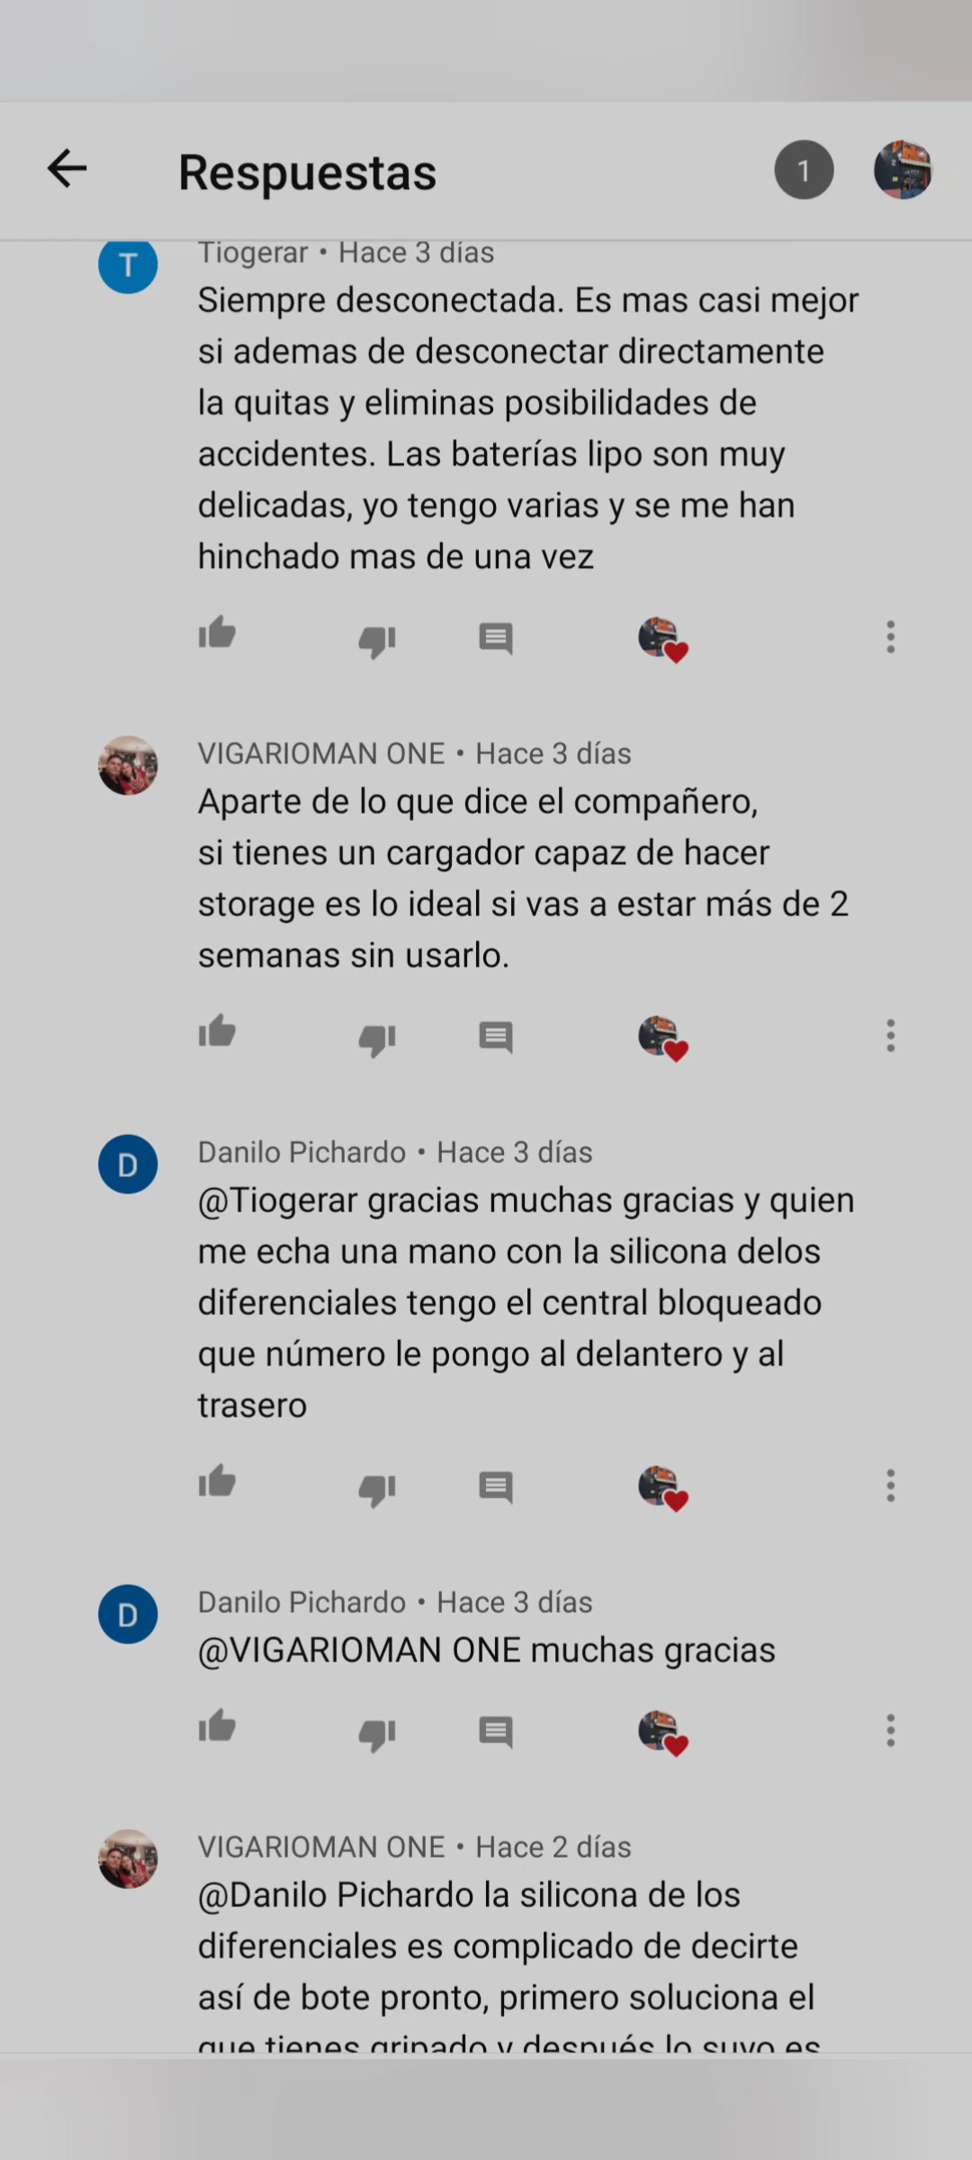 Respuestas
1
T
Tiogerar • Hace 3 días
Siempre desconectada. Es mas casi mejor
si ademas de desconectar directamente
la quitas y eliminas posibilidades de
accidentes. Las baterías lipo son muy
delicadas, yo tengo varias y se me han
hinchado mas de una vez
VIGARIOMAN ONE • Hace 3 días
Aparte de lo que dice el compañero,
si tienes un cargador capaz de hacer
storage es lo ideal si vas a estar más de 2
semanas sin usarlo.
D
Danilo Pichardo • Hace 3 días
@Tiogerar gracias muchas gracias y quien
me echa una mano con la silicona delos
diferenciales tengo el central bloqueado
que número le pongo al delantero y al
trasero
D
Danilo Pichardo • Hace 3 días
@VIGARIOMAN ONE muchas gracias
VIGARIOMAN ONE • Hace 2 días
@Danilo Pichardo la silicona de los
diferenciales es complicado de decirte
así de bote pronto, primero soluciona el
que tienes gripado y después lo suyo es